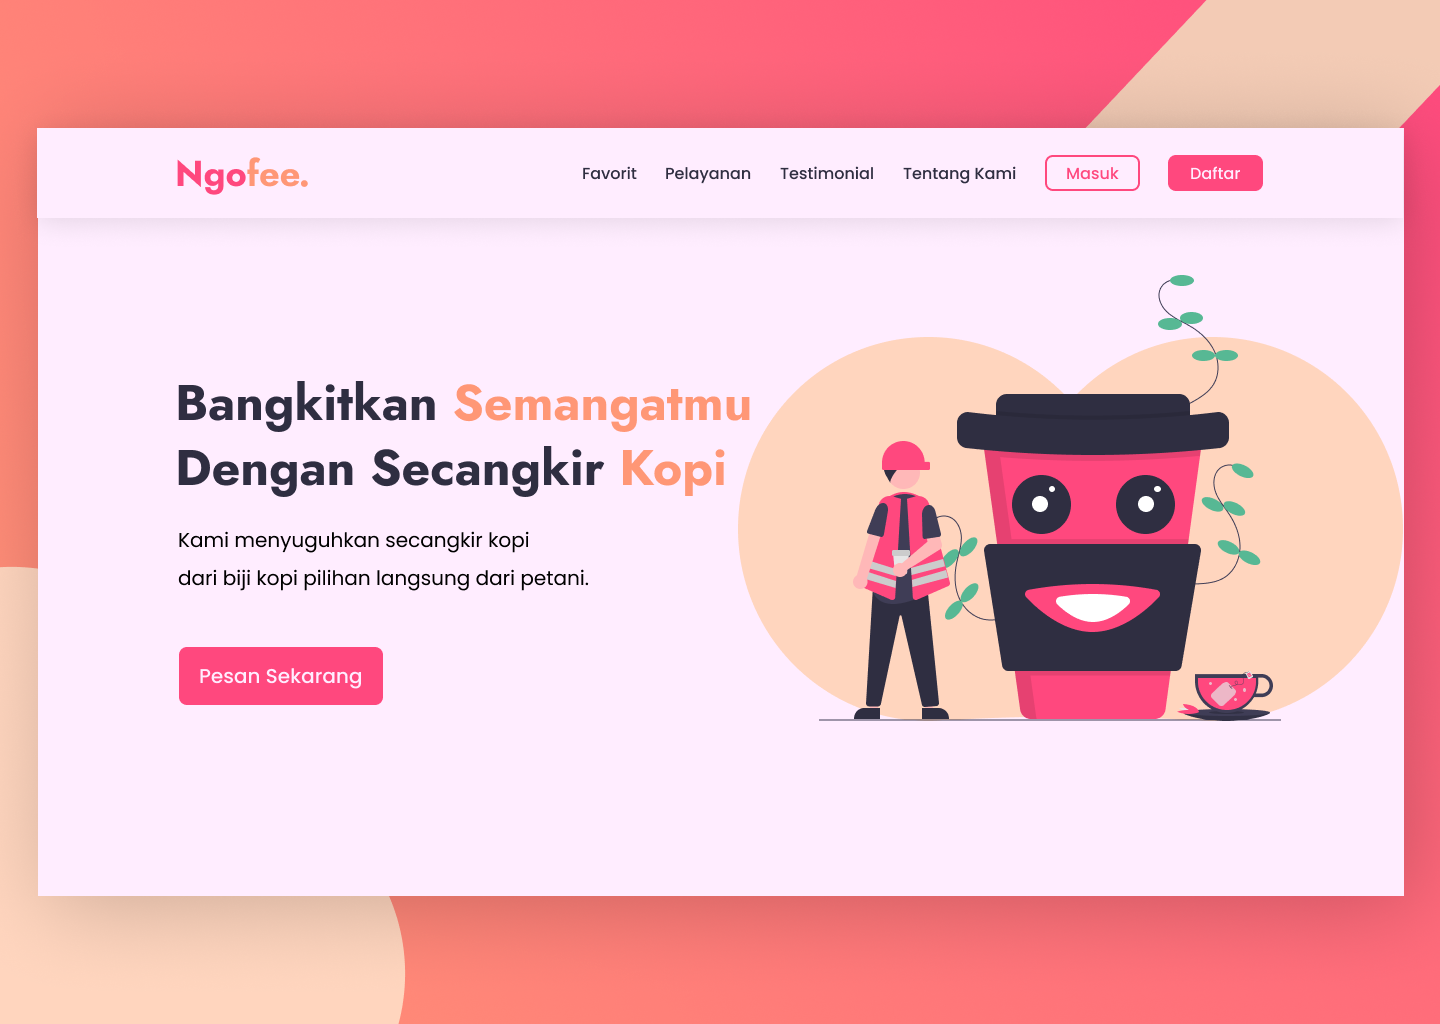 Ngofee.
Favorit
Pelayanan
Testimonial
Tentang Kami
Masuk
Daftar
Bangkitkan Semangatmu
Dengan Secangkir Kopi
Kami menyuguhkan secangkir kopi
dari biji kopi pilihan langsung dari petani.
Pesan Sekarang